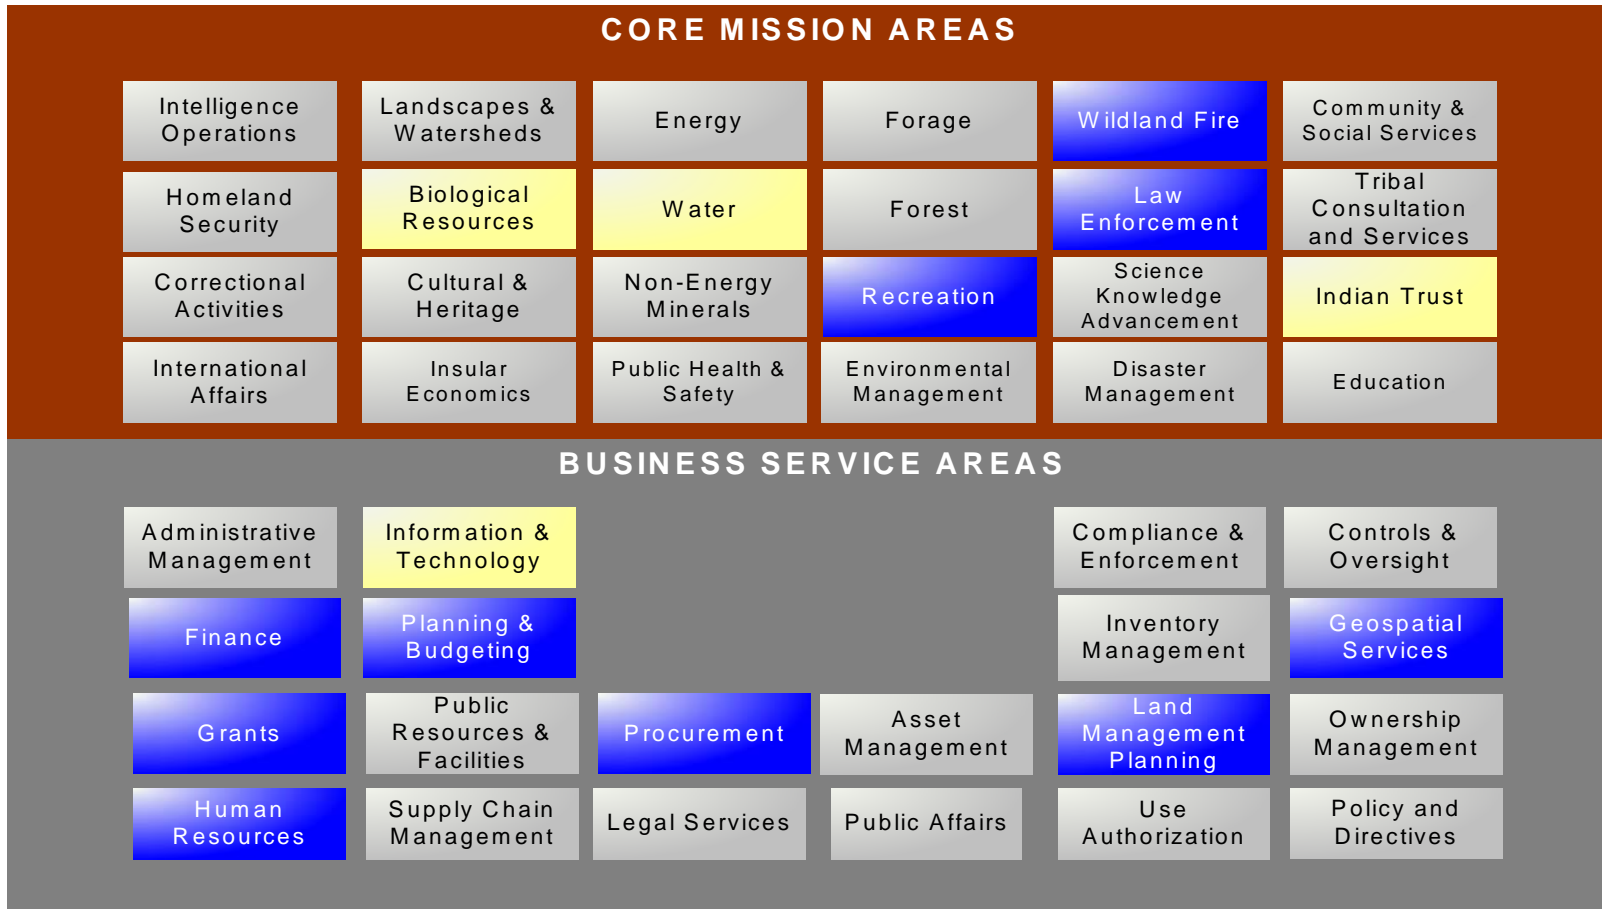 CORE MISSION AREAS
Intelligence
Operations
Landscapes &
Watersheds
Energy
Forage
Wildland Fire
Community &
Social Services
Homeland
Security
Biological
Resources
Water
Forest
Law
Enforcement
Tribal
Consultation
and Services
Correctional
Activities
Cultural &
Heritage
Non-Energy
Minerals
Recreation
Science
Knowledge
Advancement
Indian Trust
International
Affairs
Insular
Economics
Public Health &
Safety
Environmental
Management
Disaster
Management
Education
BUSINESS SERVICE AREAS
Administrative
Management
Information &
Technology
Compliance &
Enforcement
Controls &
Oversight
Finance
Planning &
Budgeting
Inventory
Management
Geospatial
Services
Grants
Public
Resources &
Facilities
Procurement
Asset
Management
Land
Management
Planning
Ownership
Management
Human
Resources
Supply Chain
Management
Legal Services
Public Affairs
Use
Authorization
Policy and
Directives